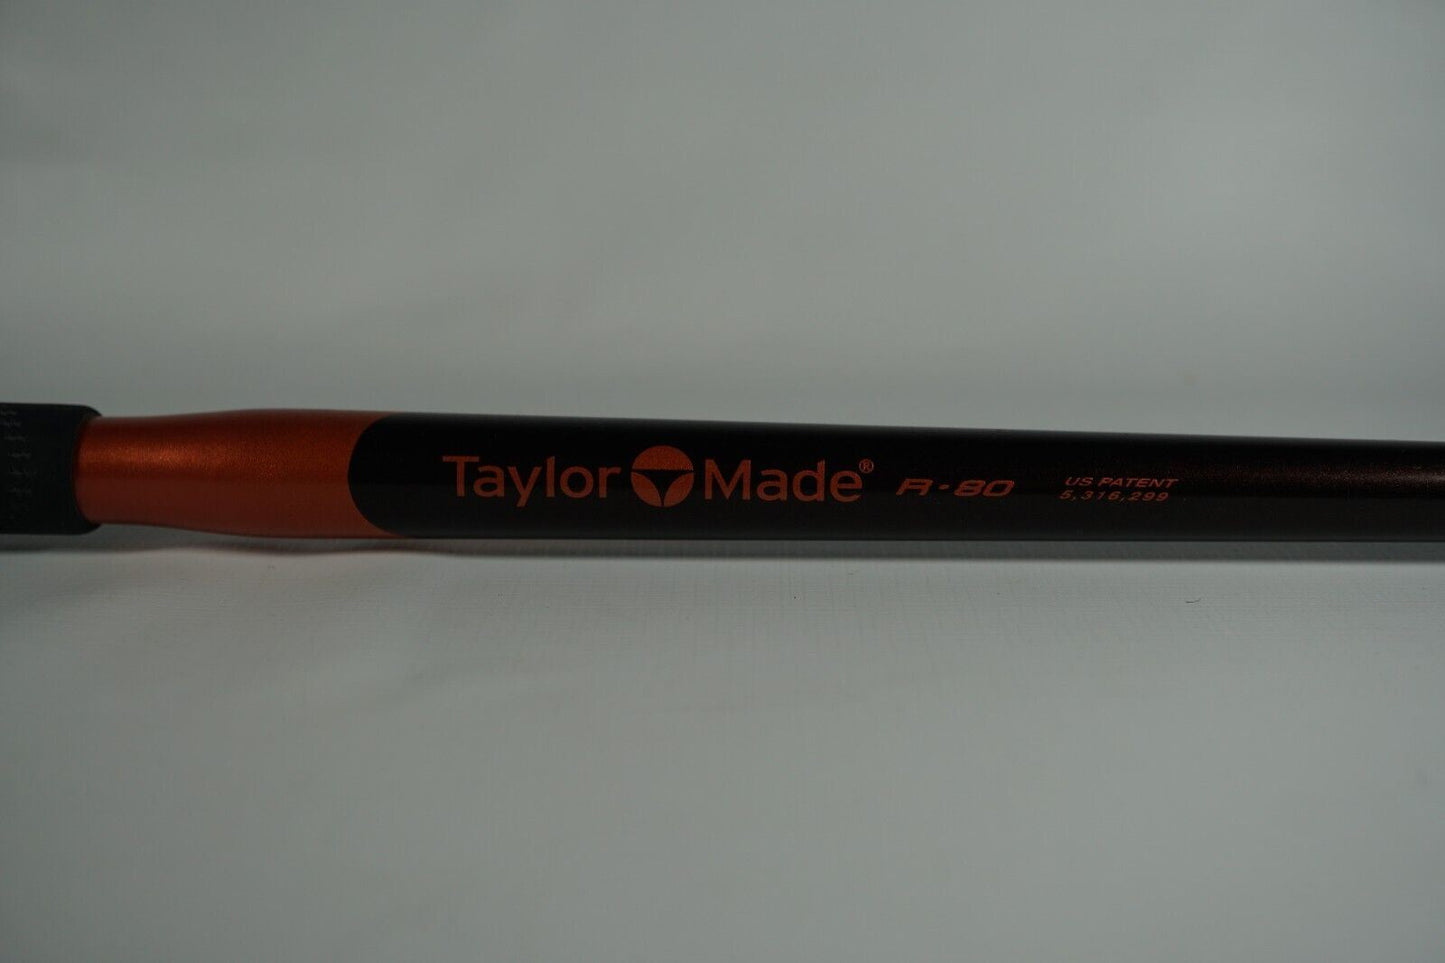 TaylorMade® R·80
US PATENT
5,316,299